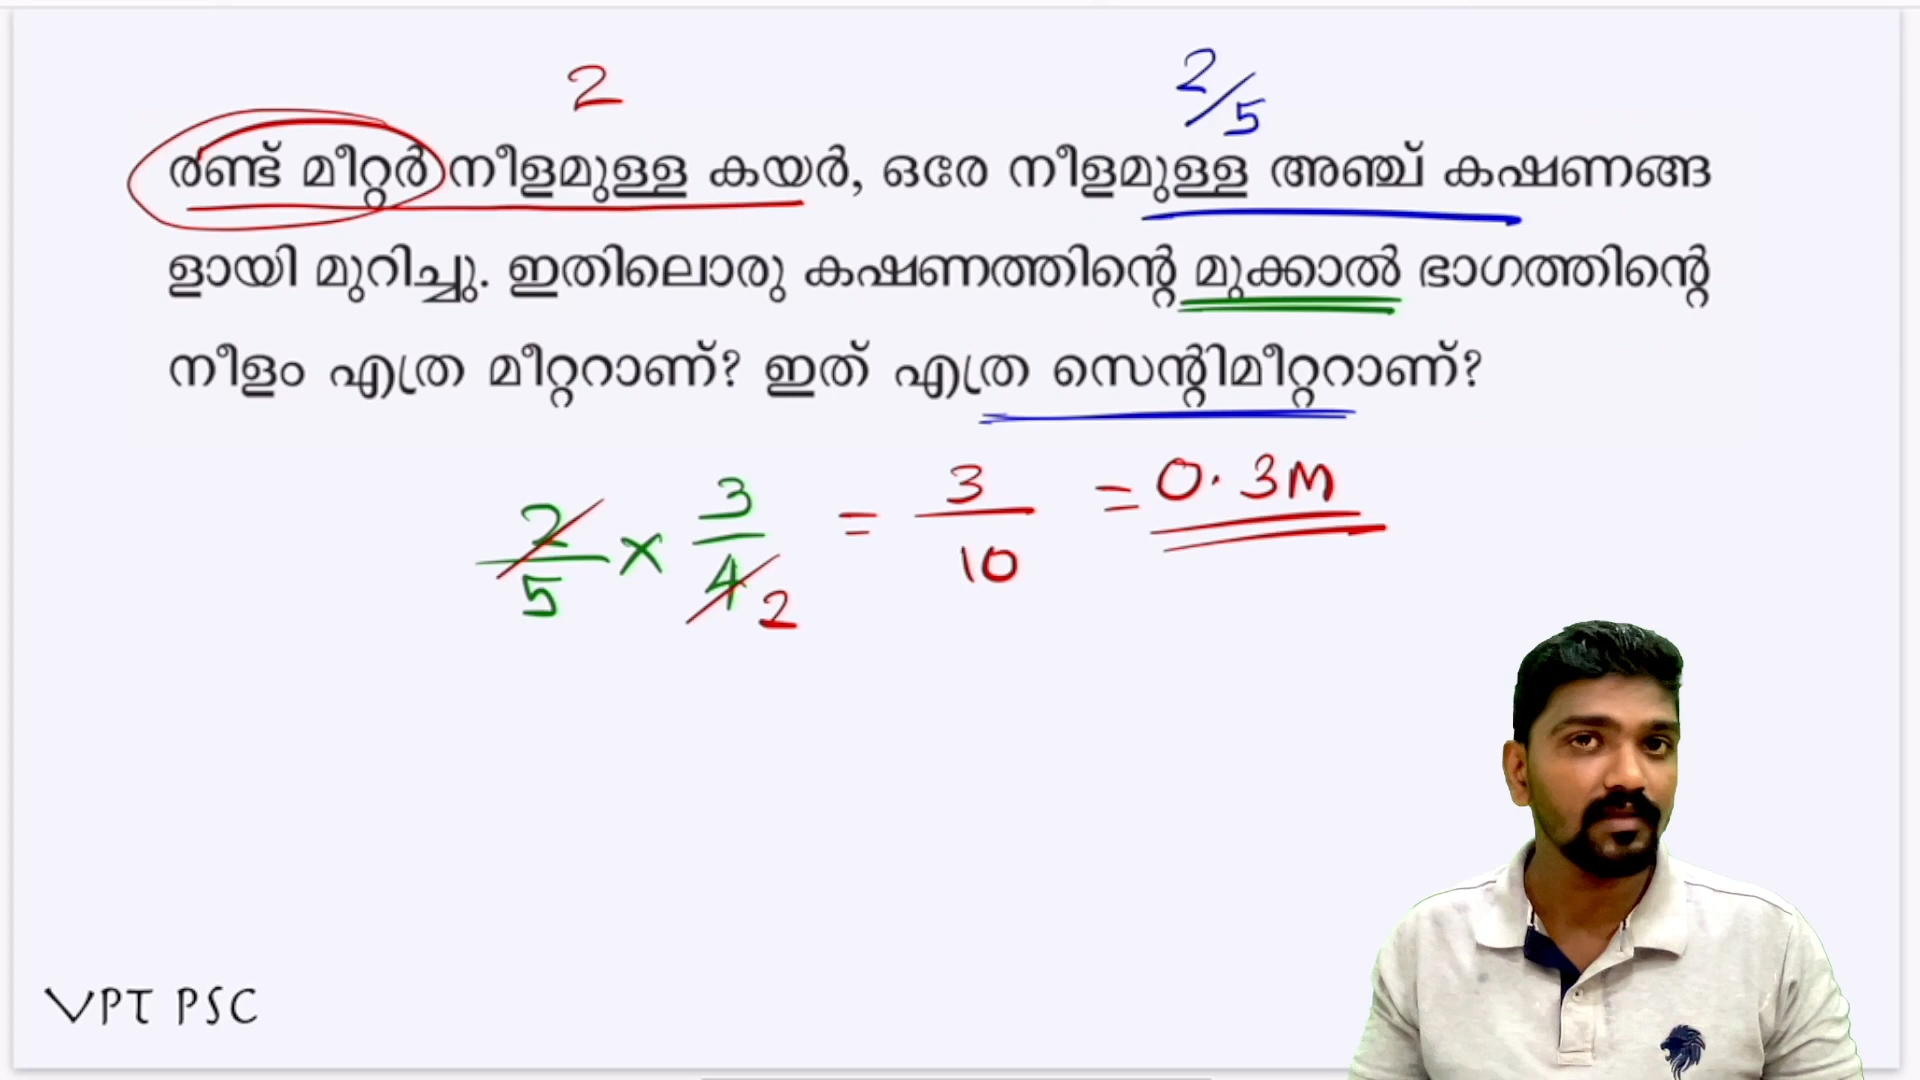 2 2/5
രണ്ട് മീറ്റർ നീളമുള്ള കയർ, ഒരേ നീളമുള്ള അഞ്ച് കഷണങ്ങ
ളായി മുറിച്ചു. ഇതിലൊരു കഷണത്തിന്റെ മുക്കാൽ ഭാഗത്തിന്റെ
നീളം എത്ര മീറ്ററാണ്? ഇത് എത്ര സെന്റിമീറ്ററാണ്?
2/5 × 3/4 2 = 3/10 = 0.3M
VPT PSC